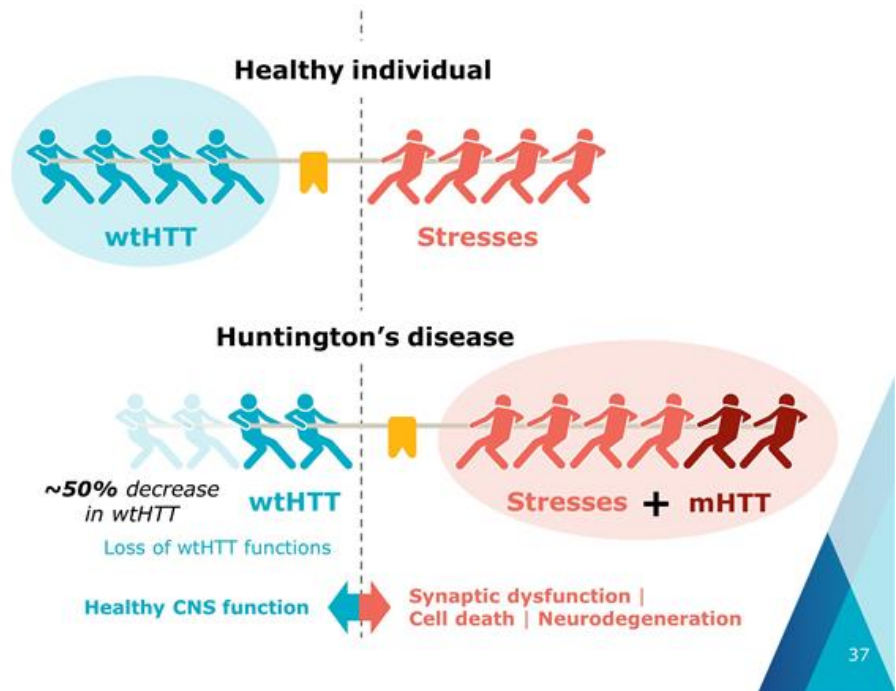 Healthy individual
wtHTT
Stresses
Huntington’s disease
~50% decrease
in wtHTT
wtHTT
Stresses + mHTT
Loss of wtHTT functions
Healthy CNS function
Synaptic dysfunction |
Cell death | Neurodegeneration
37